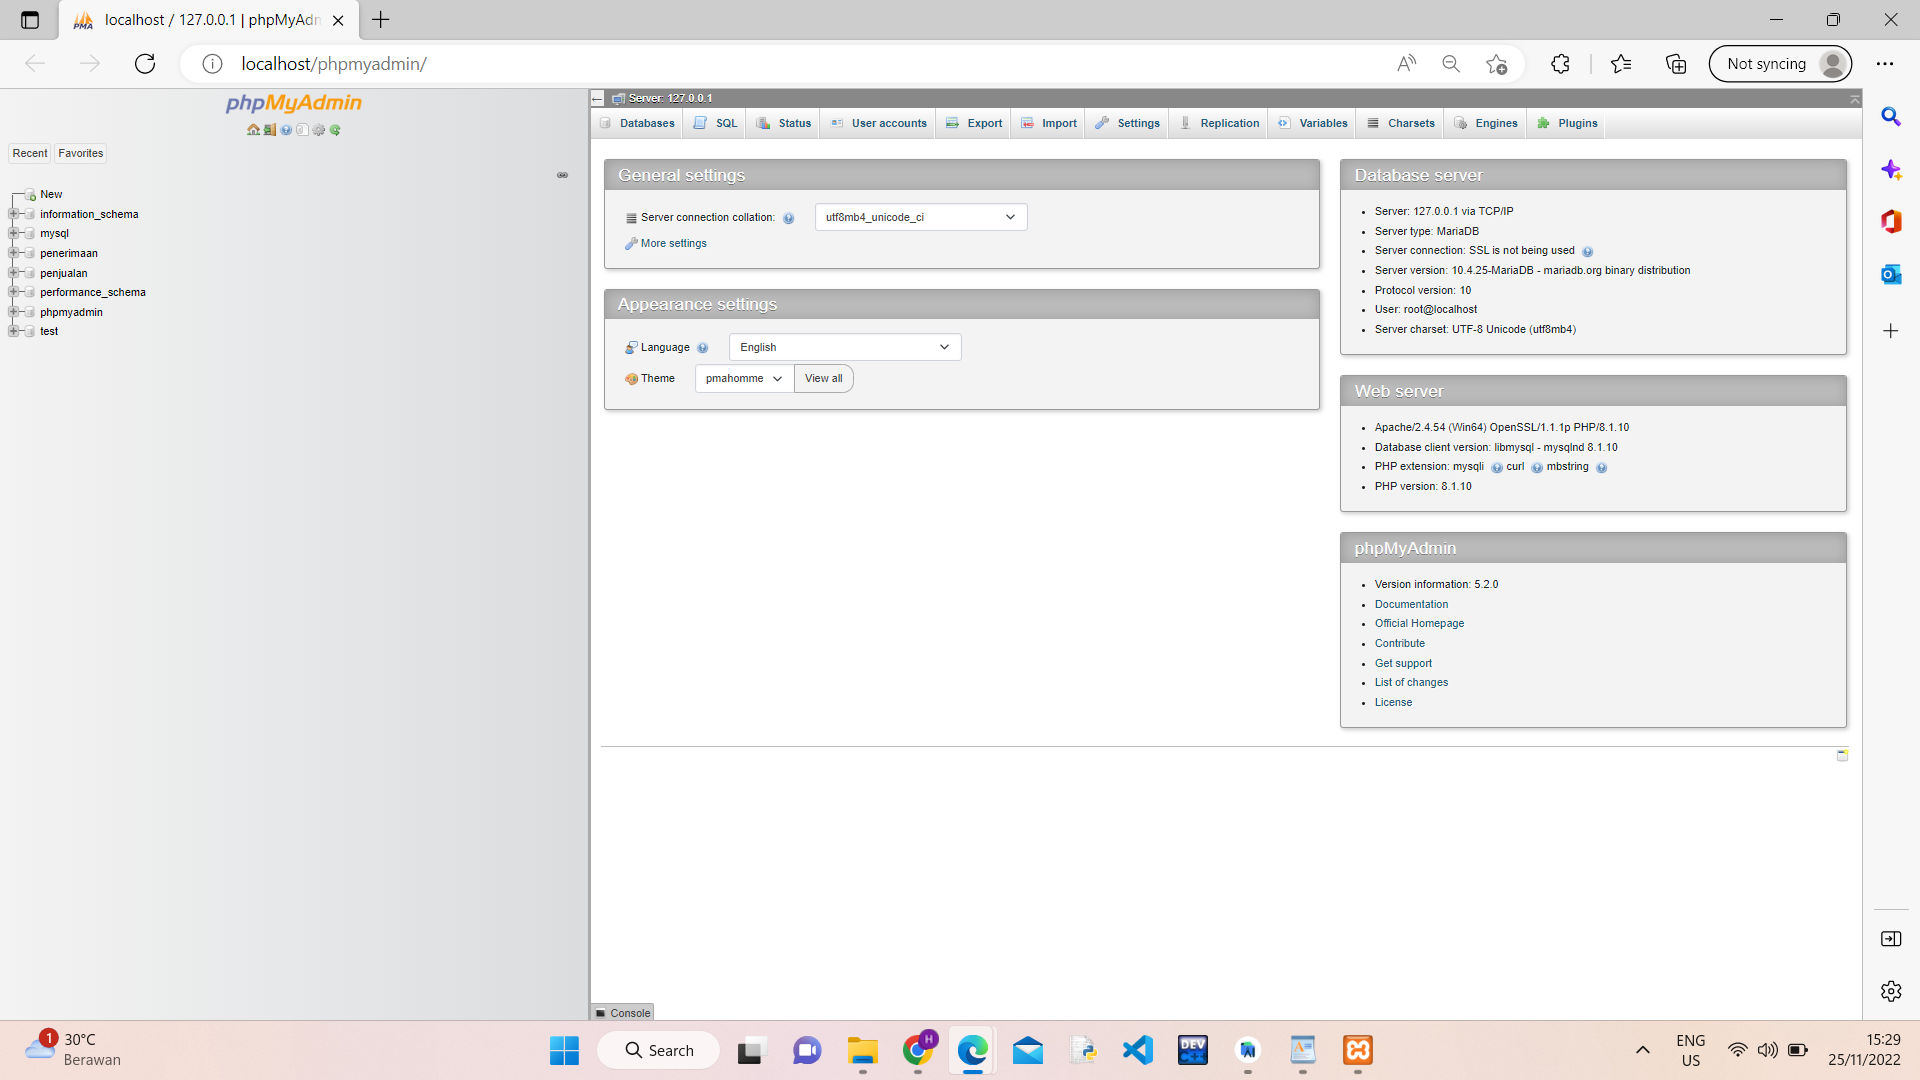 localhost / 127.0.0.1 | phpMyAdn
localhost/phpmyadmin/
Not syncing
phpMyAdmin
Recent Favorites
New
information_schema
mysql
penerimaan
penjualan
performance_schema
phpmyadmin
test
Server: 127.0.0.1
Databases SQL Status User accounts Export Import Settings Replication Variables Charsets Engines Plugins
General settings
Server connection collation: utf8mb4_unicode_ci
More settings
Appearance settings
Language English
Theme pmahomme View all
Database server
Server: 127.0.0.1 via TCP/IP
Server type: MariaDB
Server connection: SSL is not being used
Server version: 10.4.25-MariaDB - mariadb.org binary distribution
Protocol version: 10
User: root@localhost
Server charset: UTF-8 Unicode (utf8mb4)
Web server
Apache/2.4.54 (Win64) OpenSSL/1.1.1p PHP/8.1.10
Database client version: libmysql - mysqlnd 8.1.10
PHP extension: mysqli curl mbstring
PHP version: 8.1.10
phpMyAdmin
Version information: 5.2.0
Documentation
Official Homepage
Contribute
Get support
List of changes
License
Console
1
30°C
Berawan
Search
H
DEV
C++
ENG
US
15:29
25/11/2022